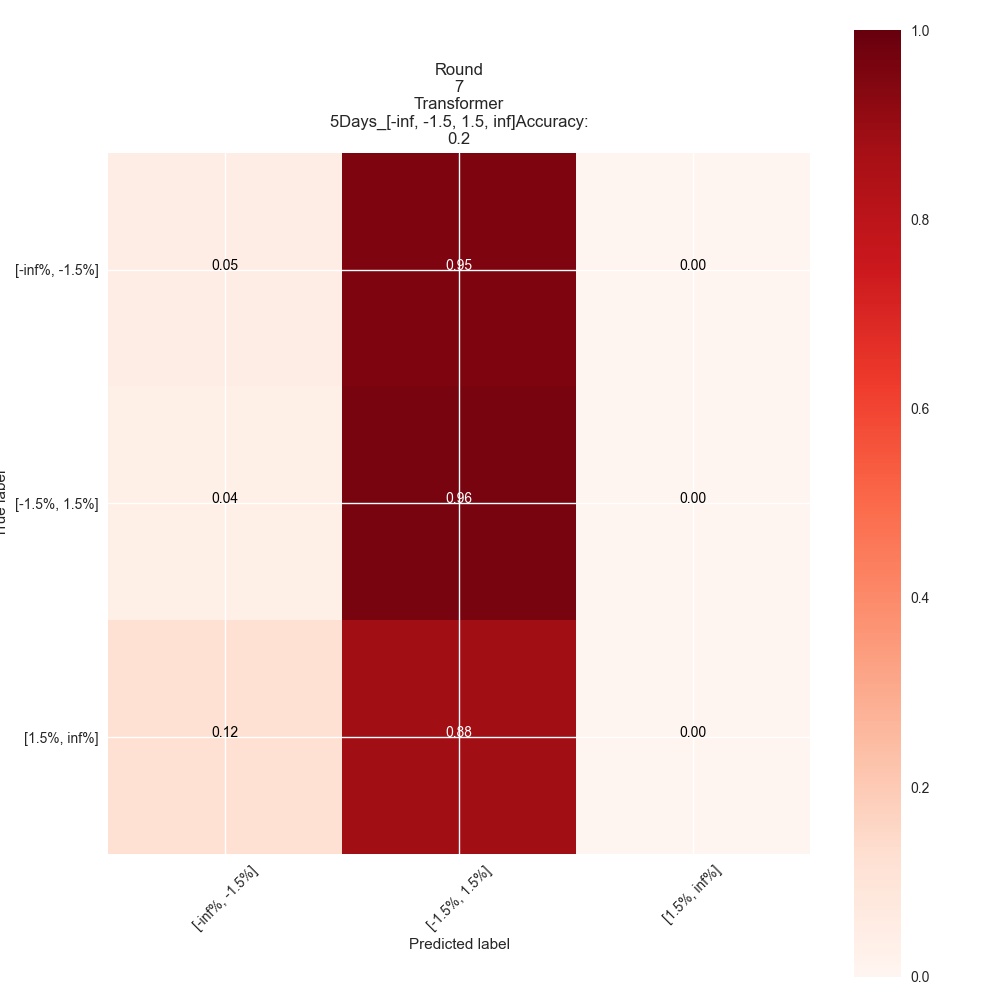 Round
7
Transformer
5Days_[-inf, -1.5, 1.5, inf]Accuracy:
0.2
1.0
0.8
0.6
0.4
0.2
0.0
[-inf%, -1.5%]
0.05
0.95
0.00
True label
[-1.5%, 1.5%]
0.04
0.96
0.00
[1.5%, inf%]
0.12
0.88
0.00
[-inf%, -1.5%]
[-1.5%, 1.5%]
[1.5%, inf%]
Predicted label